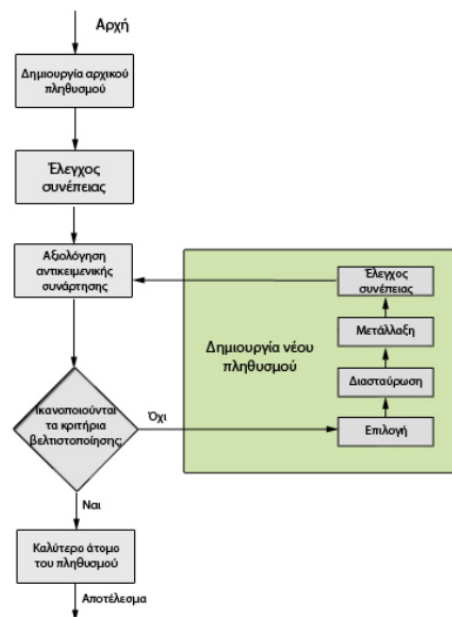 Αρχή
Δημιουργία αρχικού
πληθυσμού
Έλεγχος
συνέπειας
Αξιολόγηση
αντικειμενικής
συνάρτησης
Ικανοποιούνται
τα κριτήρια
βελτιστοποίησης;
Όχι
Ναι
Καλύτερο άτομο
του πληθυσμού
Αποτέλεσμα
Δημιουργία νέου
πληθυσμού
Έλεγχος
συνέπειας
Μετάλλαξη
Διασταύρωση
Επιλογή